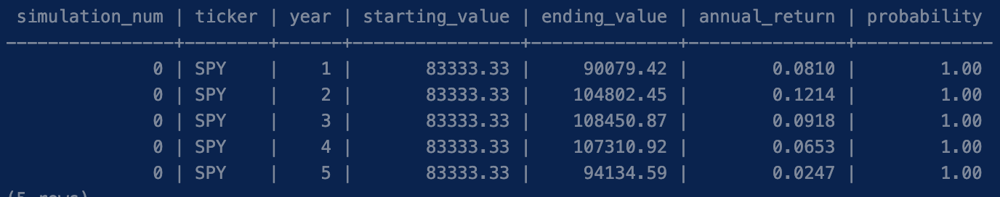 simulation_num | ticker | year | starting_value | ending_value | annual_return | probability
----------------+--------+------+----------------+--------------+---------------+-------------
0 | SPY | 1 | 83333.33 | 90079.42 | 0.0810 | 1.00
0 | SPY | 2 | 83333.33 | 104802.45 | 0.1214 | 1.00
0 | SPY | 3 | 83333.33 | 108450.87 | 0.0918 | 1.00
0 | SPY | 4 | 83333.33 | 107310.92 | 0.0653 | 1.00
0 | SPY | 5 | 83333.33 | 94134.59 | 0.0247 | 1.00
(5 rows)